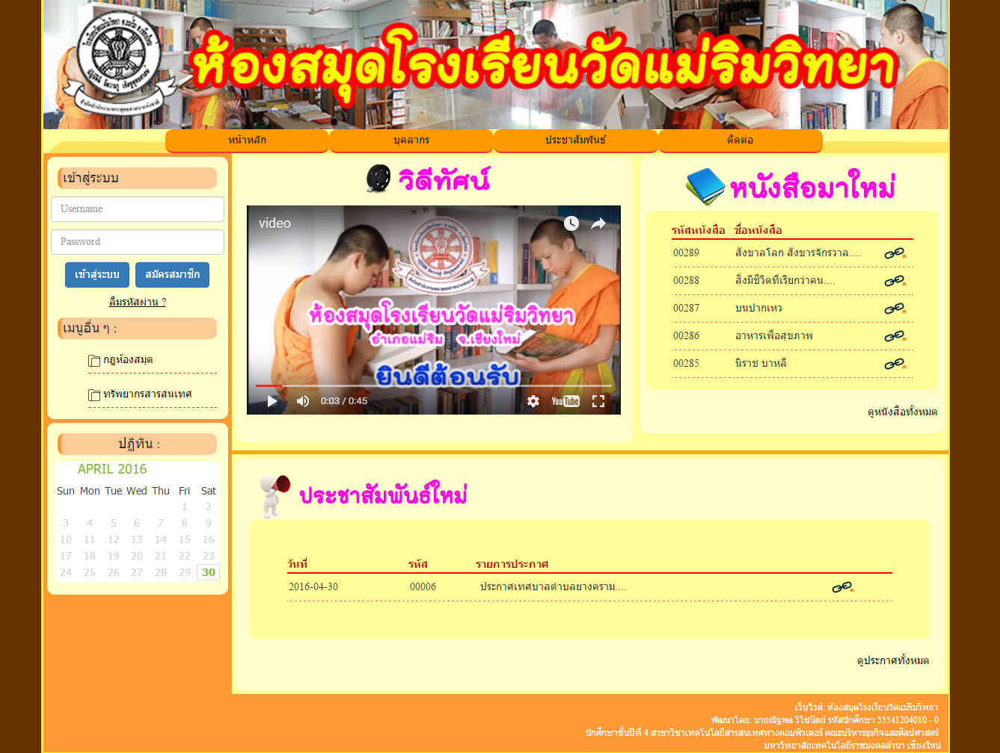 ห้องสมุดโรงเรียนวัดแม่ริมวิทยา
หน้าหลัก บุคลากร ประชาสัมพันธ์ ติดต่อ
เข้าสู่ระบบ
Username
Password
เข้าสู่ระบบ สมัครสมาชิก
ลืมรหัสผ่าน ?
เมนูอื่น ๆ :
กฎห้องสมุด
ทรัพยากรสารสนเทศ
ปฏิทิน :
APRIL 2016
Sun Mon Tue Wed Thu Fri Sat
1 2
3 4 5 6 7 8 9
10 11 12 13 14 15 16
17 18 19 20 21 22 23
24 25 26 27 28 29 30
วิดีทัศน์
video
ห้องสมุดโรงเรียนวัดแม่ริมวิทยา
อำเภอแม่ริม จ.เชียงใหม่
ยินดีต้อนรับ
0:03 / 0:45
YouTube
หนังสือมาใหม่
รหัสหนังสือ ชื่อหนังสือ
00289 สังขาลโลก สังขารจักรวาล....
00288 สิ่งมีชีวิตที่เรียกว่าคน....
00287 บนปากเหว
00286 อาหารเพื่อสุขภาพ
00285 นิราช บาหลี
ดูหนังสือทั้งหมด
ประชาสัมพันธ์ใหม่
วันที่ รหัส รายการประกาศ
2016-04-30 00006 ประกาศเทศบาลตำบลยางคราม....
ดูประกาศทั้งหมด
เว็บไวต์: ห้องสมุดโรงเรียนวัดแม่ริมวิทยา
พัฒนาโดย: นายณัฐพล วิโชนิตย์ รหัสนักศึกษา 55541204010 - 0
นักศึกษาชั้นปีที่ 4 สาขาวิชาเทคโนโลยีสารสนเทศทางคอมพิวเตอร์ คณะบริหารธุรกิจและศิลปศาสตร์
มหาวิทยาลัยเทคโนโลยีราชมงคลล้านนา เชียงใหม่